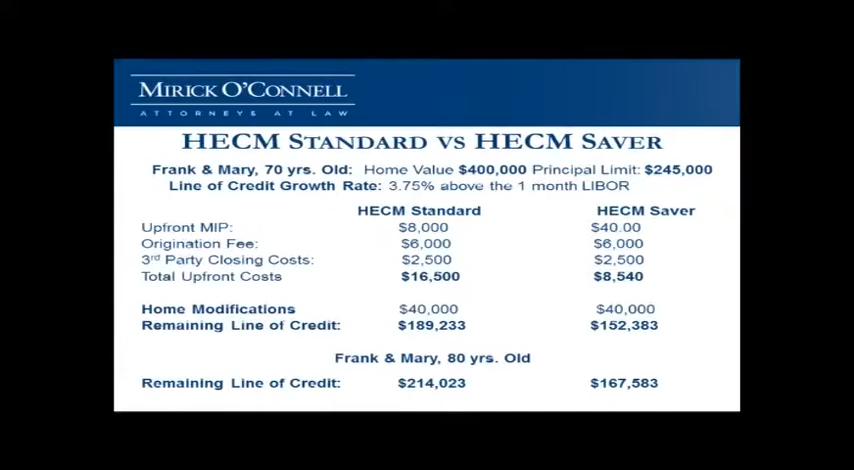 MIRICK O'CONNELL
ATTORNEYS AT LAW
HECM STANDARD VS HECM SAVER
Frank & Mary, 70 yrs. Old: Home Value $400,000 Principal Limit: $245,000
Line of Credit Growth Rate: 3.75% above the 1 month LIBOR
HECM Standard HECM Saver
Upfront MIP: $8,000 $40.00
Origination Fee: $6,000 $6,000
3rd Party Closing Costs: $2,500 $2,500
Total Upfront Costs $16,500 $8,540
Home Modifications $40,000 $40,000
Remaining Line of Credit: $189,233 $152,383
Frank & Mary, 80 yrs. Old
Remaining Line of Credit: $214,023 $167,583